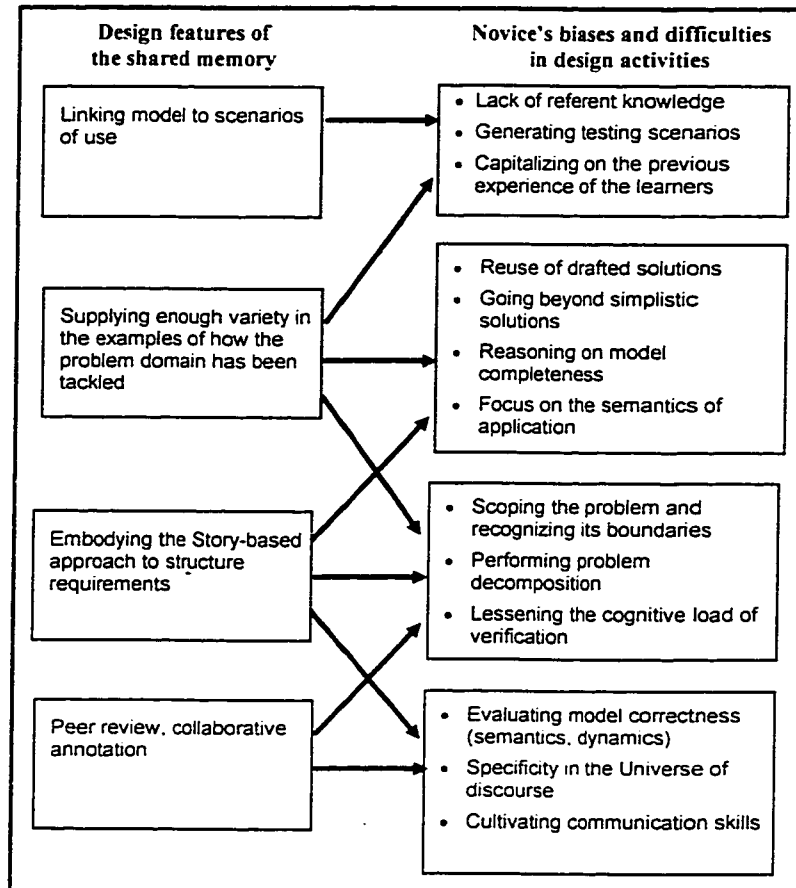 Design features of
the shared memory
Novice's biases and difficulties
in design activities
Linking model to scenarios
of use
• Lack of referent knowledge
• Generating testing scenarios
• Capitalizing on the previous
experience of the learners
Supplying enough variety in
the examples of how the
problem domain has been
tackled
• Reuse of drafted solutions
• Going beyond simplistic
solutions
• Reasoning on model
completeness
• Focus on the semantics of
application
Embodying the Story-based
approach to structure
requirements
• Scoping the problem and
recognizing its boundaries
• Performing problem
decomposition
• Lessening the cognitive load of
verification
Peer review, collaborative
annotation
• Evaluating model correctness
(semantics, dynamics)
• Specificity in the Universe of
discourse
• Cultivating communication skills